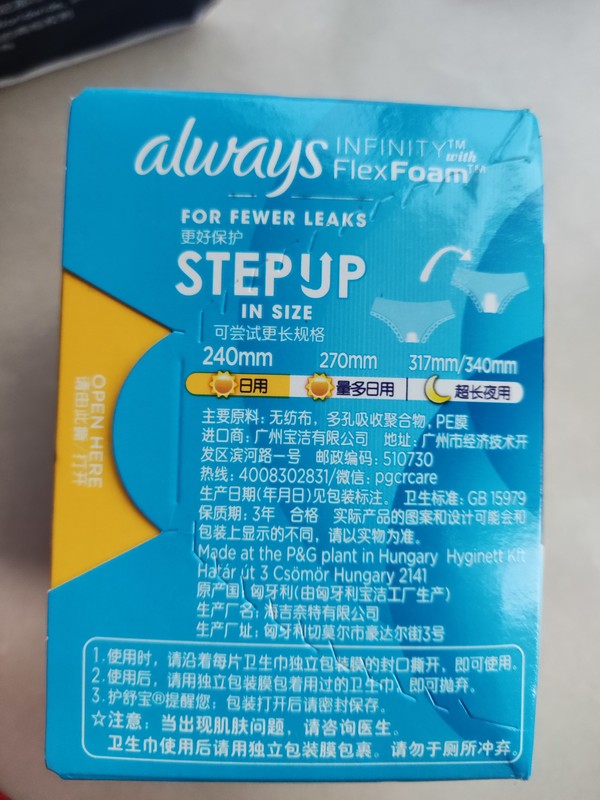 always INFINITY™ with FlexFoam™
FOR FEWER LEAKS
更好保护
STEP UP
IN SIZE
可尝试更长规格
240mm 270mm 317mm/340mm
日用 量多日用 超长夜用
主要原料: 无纺布, 多孔吸收聚合物, PE膜
进口商: 广州宝洁有限公司 地址: 广州市经济技术开
发区滨河路一号 邮政编码: 510730
热线: 4008302831/微信: pgcrcare
生产日期(年月日)见包装标注。 卫生标准: GB 15979
保质期: 3年 合格 实际产品的图案和设计可能会和
包装上显示的不同, 请以实物为准。
Made at the P&G plant in Hungary Hyginett Kft
Határ út 3 Csömör Hungary 2141
原产国: 匈牙利(由匈牙利宝洁工厂生产)
生产厂名: 海吉奈特有限公司
生产厂址: 匈牙利切莫尔市豪达尔街3号
1. 使用时, 请沿着每片卫生巾独立包装膜的封口撕开, 即可使用。
2. 使用后, 请用独立包装膜包着用过的卫生巾, 即可抛弃。
3. 护舒宝®提醒您: 包装打开后请密封保存。
☆注意: 当出现肌肤问题, 请咨询医生。
卫生巾使用后请用独立包装膜包裹。请勿于厕所冲弃。
OPEN HERE
请由此撕/打开